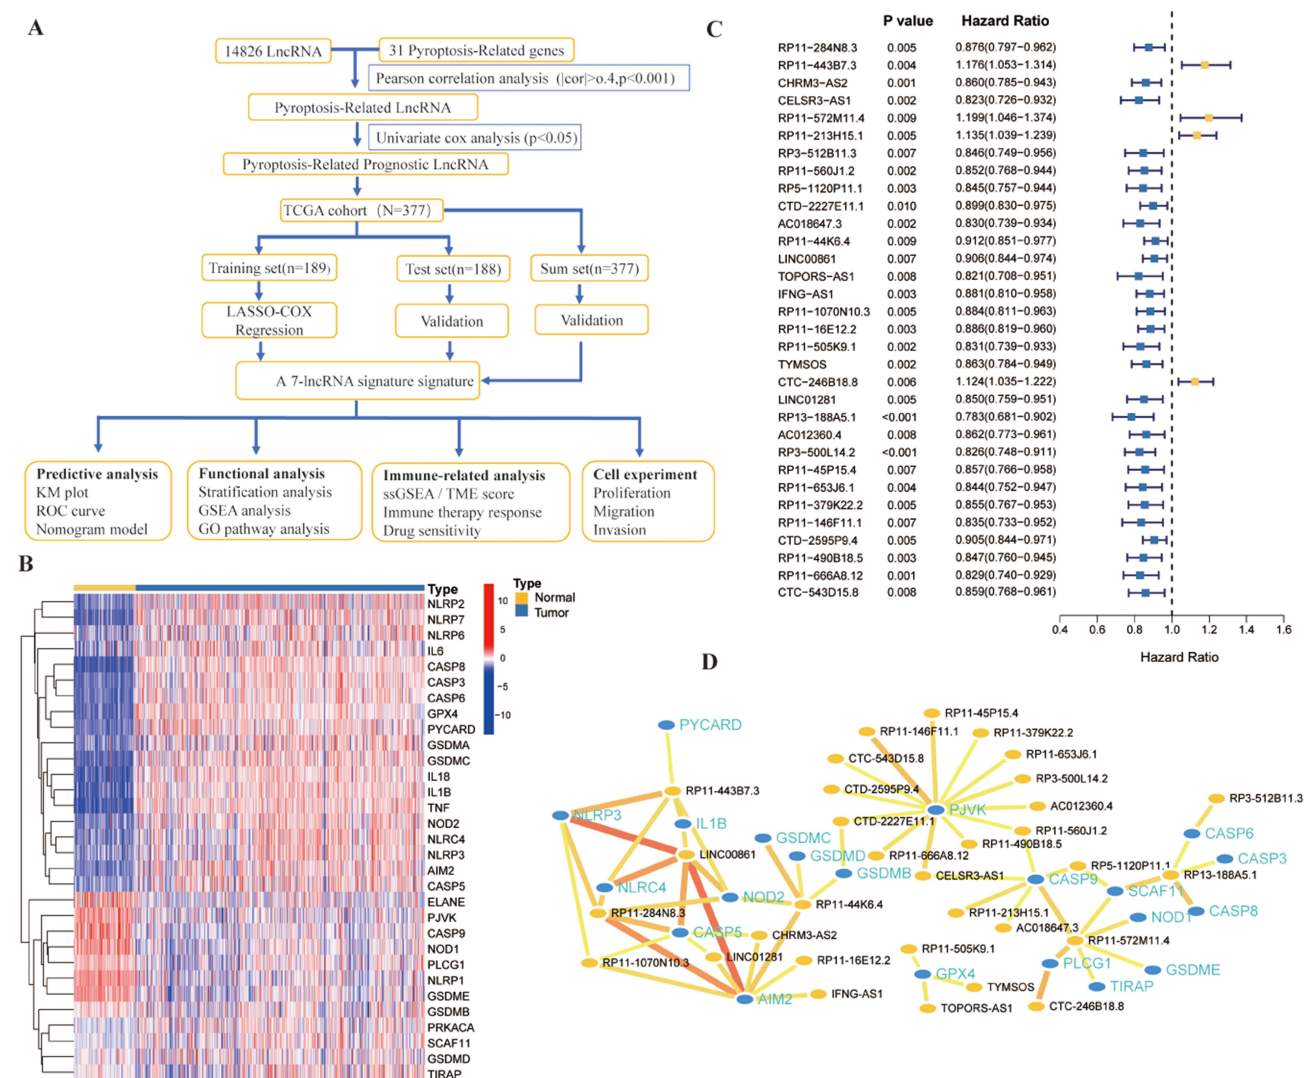 A
14826 LncRNA
31 Pyroptosis-Related genes
Pearson correlation analysis (|cor|>o.4,p<0.001)
Pyroptosis-Related LncRNA
Univariate cox analysis (p<0.05)
Pyroptosis-Related Prognostic LncRNA
TCGA cohort (N=377)
Training set(n=189)
Test set(n=188)
Sum set(n=377)
LASSO-COX
Regression
Validation
Validation
A 7-lncRNA signature signature
Predictive analysis
KM plot
ROC curve
Nomogram model
Functional analysis
Stratification analysis
GSEA analysis
GO pathway analysis
Immune-related analysis
ssGSEA / TME score
Immune therapy response
Drug sensitivity
Cell experiment
Proliferation
Migration
Invasion
B
Type
NLRP2
NLRP7
NLRP6
IL6
CASP8
CASP3
CASP6
GPX4
PYCARD
GSDMA
GSDMC
IL18
IL1B
TNF
NOD2
NLRC4
NLRP3
AIM2
CASP5
ELANE
PJVK
CASP9
NOD1
PLCG1
NLRP1
GSDME
GSDMB
PRKACA
SCAF11
GSDMD
TIRAP
10
5
0
−5
−10
Type
Normal
Tumor
C
P value Hazard Ratio
RP11−284N8.3 0.005 0.876(0.797−0.962)
RP11−443B7.3 0.004 1.176(1.053−1.314)
CHRM3−AS2 0.001 0.860(0.785−0.943)
CELSR3−AS1 0.002 0.823(0.726−0.932)
RP11−572M11.4 0.009 1.199(1.046−1.374)
RP11−213H15.1 0.005 1.135(1.039−1.239)
RP3−512B11.3 0.007 0.846(0.749−0.956)
RP11−560J1.2 0.002 0.852(0.768−0.944)
RP5−1120P11.1 0.003 0.845(0.757−0.944)
CTD−2227E11.1 0.010 0.899(0.830−0.975)
AC018647.3 0.002 0.830(0.739−0.934)
RP11−44K6.4 0.009 0.912(0.851−0.977)
LINC00861 0.007 0.906(0.844−0.974)
TOPORS−AS1 0.008 0.821(0.708−0.951)
IFNG−AS1 0.003 0.881(0.810−0.958)
RP11−1070N10.3 0.005 0.884(0.811−0.963)
RP11−16E12.2 0.003 0.886(0.819−0.960)
RP11−505K9.1 0.002 0.831(0.739−0.933)
TYMSOS 0.002 0.863(0.784−0.949)
CTC−246B18.8 0.006 1.124(1.035−1.222)
LINC01281 0.005 0.850(0.759−0.951)
RP13−188A5.1 <0.001 0.783(0.681−0.902)
AC012360.4 0.008 0.862(0.773−0.961)
RP3−500L14.2 <0.001 0.826(0.748−0.911)
RP11−45P15.4 0.007 0.857(0.766−0.958)
RP11−653J6.1 0.004 0.844(0.752−0.947)
RP11−379K22.2 0.005 0.855(0.767−0.953)
RP11−146F11.1 0.007 0.835(0.733−0.952)
CTD−2595P9.4 0.005 0.905(0.844−0.971)
RP11−490B18.5 0.003 0.847(0.760−0.945)
RP11−666A8.12 0.001 0.829(0.740−0.929)
CTC−543D15.8 0.008 0.859(0.768−0.961)
0.4 0.6 0.8 1.0 1.2 1.4 1.6
Hazard Ratio
D
PYCARD
RP11-443B7.3
NLRP3
IL1B
LINC00861
NLRC4
NOD2
RP11-284N8.3
CASP5
CHRM3-AS2
RP11-1070N10.3
LINC01281
RP11-16E12.2
AIM2
IFNG-AS1
GSDMC
GSDMD
GSDMB
RP11-44K6.4
RP11-45P15.4
RP11-146F11.1
RP11-379K22.2
CTC-543D15.8
RP11-653J6.1
CTD-2595P9.4
RP3-500L14.2
PJVK
AC012360.4
CTD-2227E11.1
RP11-560J1.2
RP11-490B18.5
RP11-666A8.12
CELSR3-AS1
CASP9
RP5-1120P11.1
RP3-512B11.3
CASP6
CASP3
RP13-188A5.1
SCAF11
CASP8
NOD1
RP11-213H15.1
AC018647.3
RP11-572M11.4
RP11-505K9.1
GPX4
TYMSOS
TOPORS-AS1
PLCG1
GSDME
TIRAP
CTC-246B18.8